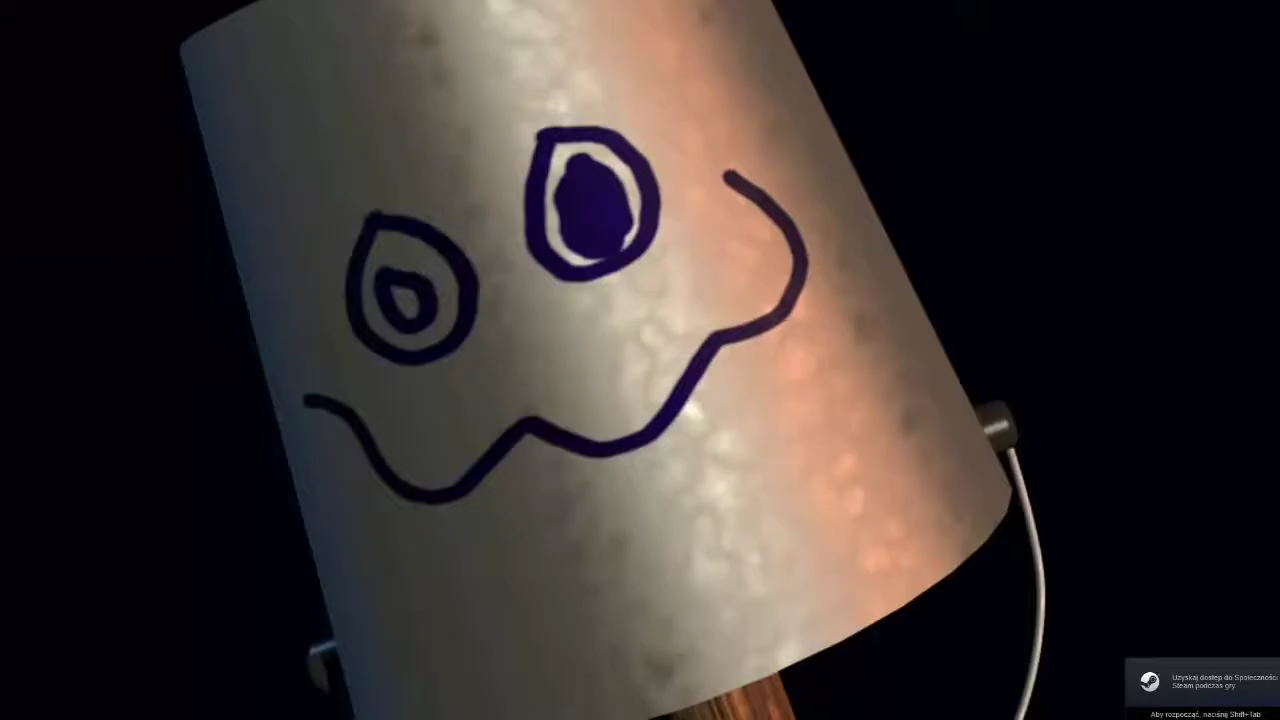 Uzyskaj dostęp do Społeczności
Steam podczas gry.
Aby rozpocząć, naciśnij Shift+Tab